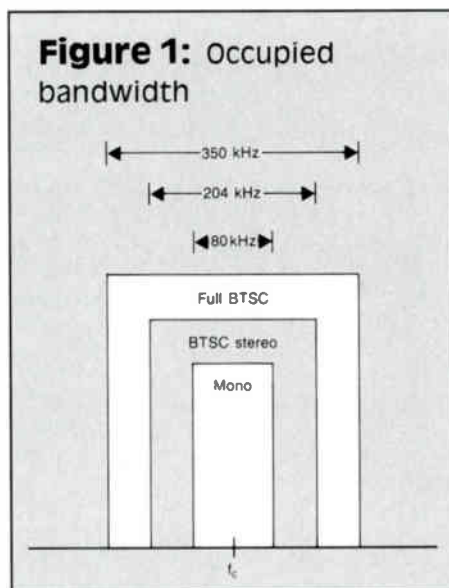 Figure 1: Occupied
bandwidth
350 kHz
204 kHz
80 kHz
Full BTSC
BTSC stereo
Mono
fc